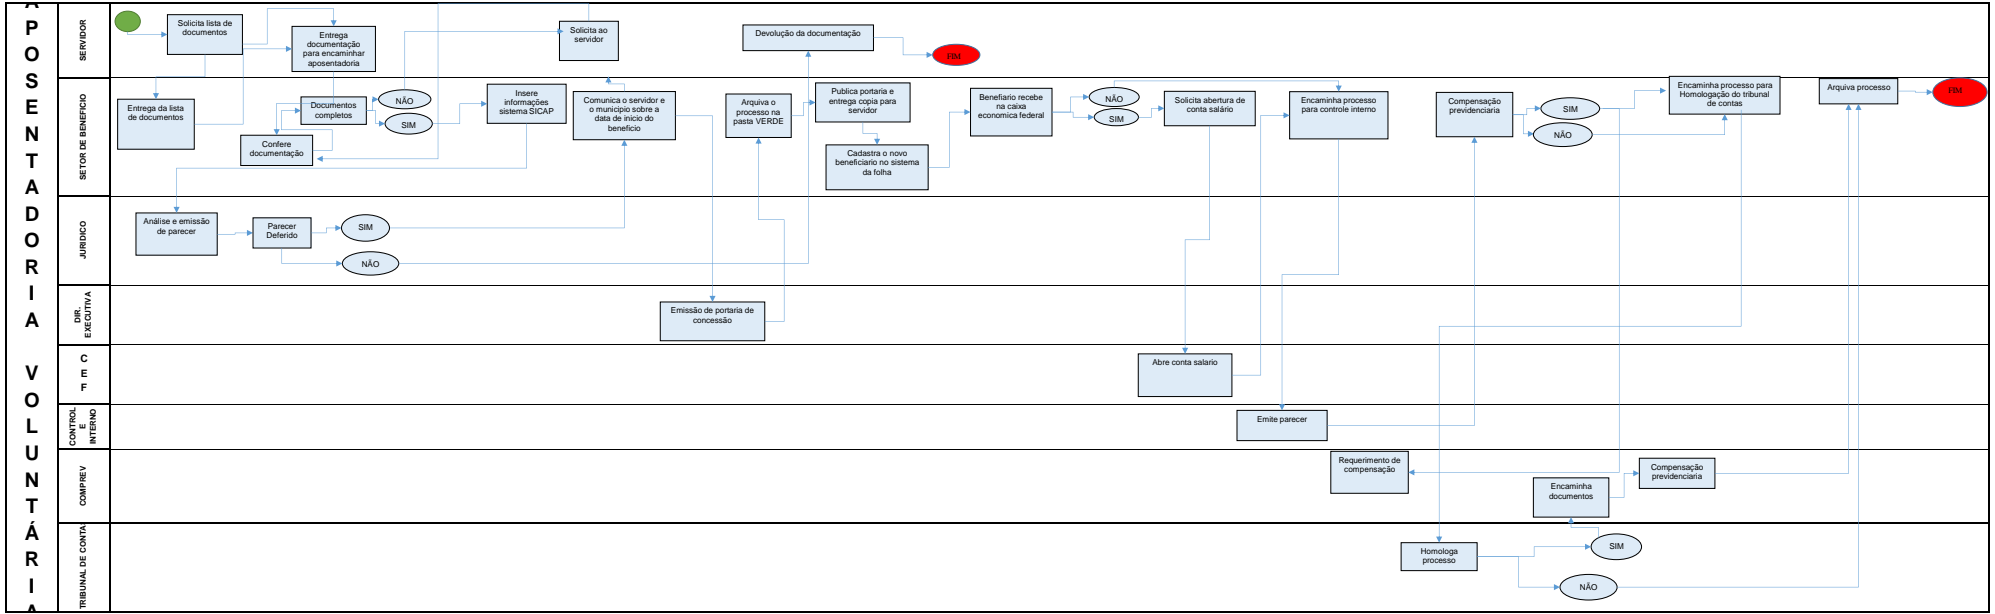 A
P
O
S
E
N
T
A
D
O
R
I
A
V
O
L
U
N
T
Á
R
I
A
SERVIDOR
Solicita lista de
documentos
Entrega
documentação
para encaminhar
aposentadoria
Solicita ao
servidor
Devolução da documentação
FIM
SETOR DE BENEFICIO
Entrega da lista
de documentos
Confere
documentação
Documentos
completos
NÃO
SIM
Insere
informações
sistema SICAP
Comunica o servidor e
o municipio sobre a
data de inicio do
beneficio
Arquiva o
processo na
pasta VERDE
Publica portaria e
entrega copia para
servidor
Cadastra o novo
beneficiario no sistema
da folha
Benefiario recebe
na caixa
economica federal
NÃO
SIM
Solicita abertura de
conta salário
Encaminha processo
para controle interno
Compensação
previdenciaria
SIM
NÃO
Encaminha processo para
Homologação do tribunal
de contas
Arquiva processo
FIM
JURIDICO
Análise e emissão
de parecer
Parecer
Deferido
SIM
NÃO
DIR.
EXECUTIVA
Emissão de portaria de
concessão
C
E
F
Abre conta salario
CONTROL
E
INTERNO
Emite parecer
COMPREV
Requerimento de
compensação
Encaminha
documentos
Compensação
previdenciaria
TRIBUNAL DE CONTA
Homologa
processo
SIM
NÃO